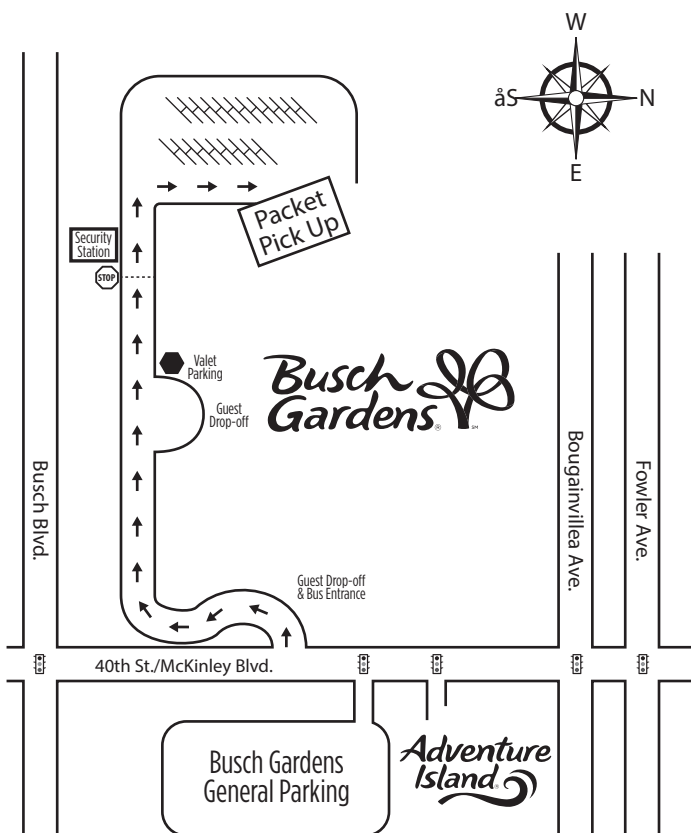 W
åS
N
E
Packet
Pick Up
Security
Station
STOP
Valet
Parking
Guest
Drop-off
Busch
Gardens®
SM
Busch Blvd.
Bougainvillea Ave.
Fowler Ave.
Guest Drop-off
& Bus Entrance
40th St./McKinley Blvd.
Busch Gardens
General Parking
Adventure
Island®